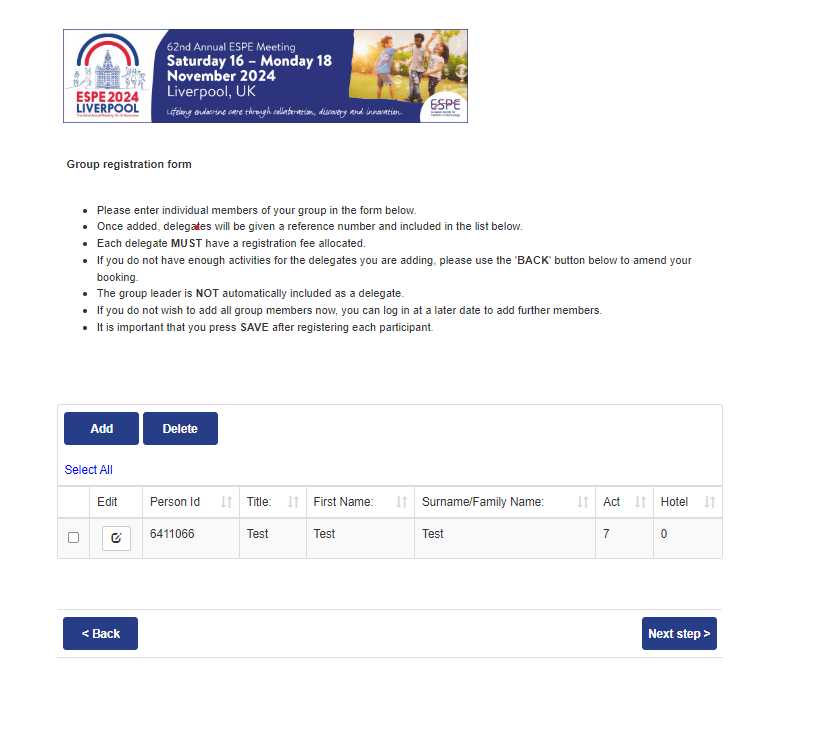 62nd Annual ESPE Meeting
Saturday 16 – Monday 18
November 2024
Liverpool, UK
Lifelong endocrine care through collaboration, discovery and innovation
ESPE 2024
LIVERPOOL
ESPE
Group registration form
Please enter individual members of your group in the form below.
Once added, delegates will be given a reference number and included in the list below.
Each delegate MUST have a registration fee allocated.
If you do not have enough activities for the delegates you are adding, please use the 'BACK' button below to amend your
booking.
The group leader is NOT automatically included as a delegate.
If you do not wish to add all group members now, you can log in at a later date to add further members.
It is important that you press SAVE after registering each participant.
Add Delete
Select All
Edit Person Id Title: First Name: Surname/Family Name: Act Hotel
6411066 Test Test Test 7 0
< Back Next step >